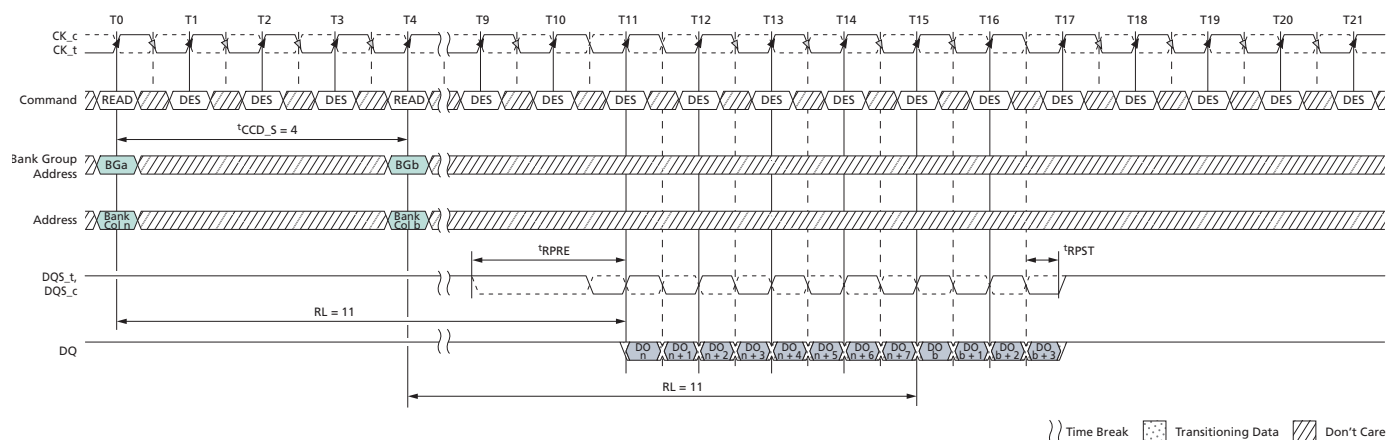 T0 T1 T2 T3 T4 T9 T10 T11 T12 T13 T14 T15 T16 T17 T18 T19 T20 T21
CK_c
CK_t
Command READ DES DES DES READ DES DES DES DES DES DES DES DES DES DES DES DES DES
tCCD_S = 4
Bank Group
Address
BGa BGb
Address
Bank
Col n
Bank
Col b
tRPRE tRPST
DQS_t,
DQS_c
RL = 11
DQ
DO
n
DO
n + 1
DO
n + 2
DO
n + 3
DO
n + 4
DO
n + 5
DO
n + 6
DO
n + 7
DO
b
DO
b + 1
DO
b + 2
DO
b + 3
RL = 11
Time Break Transitioning Data Don't Care